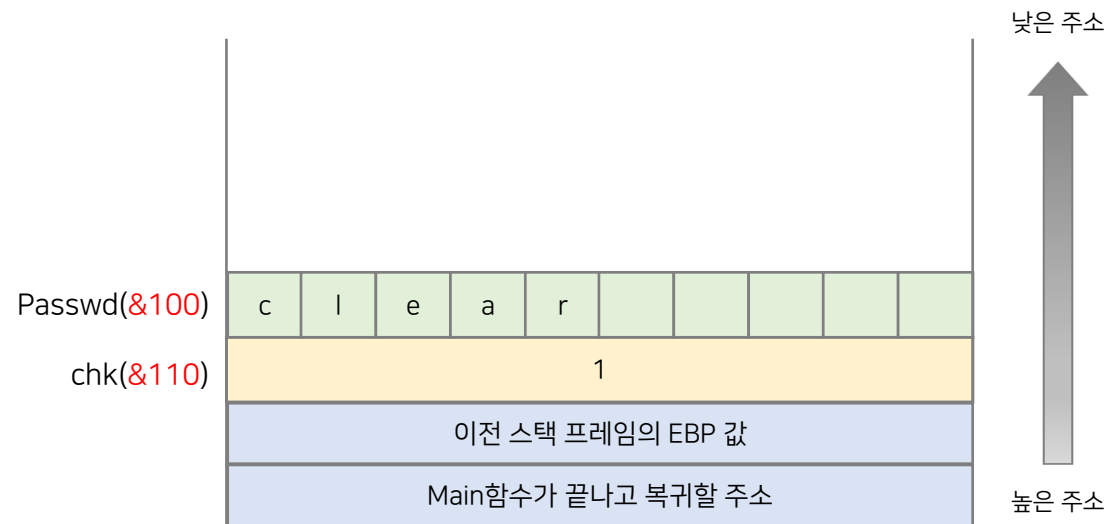 낮은 주소
Passwd(&100) c l e a r
chk(&110) 1
이전 스택 프레임의 EBP 값
Main함수가 끝나고 복귀할 주소
높은 주소